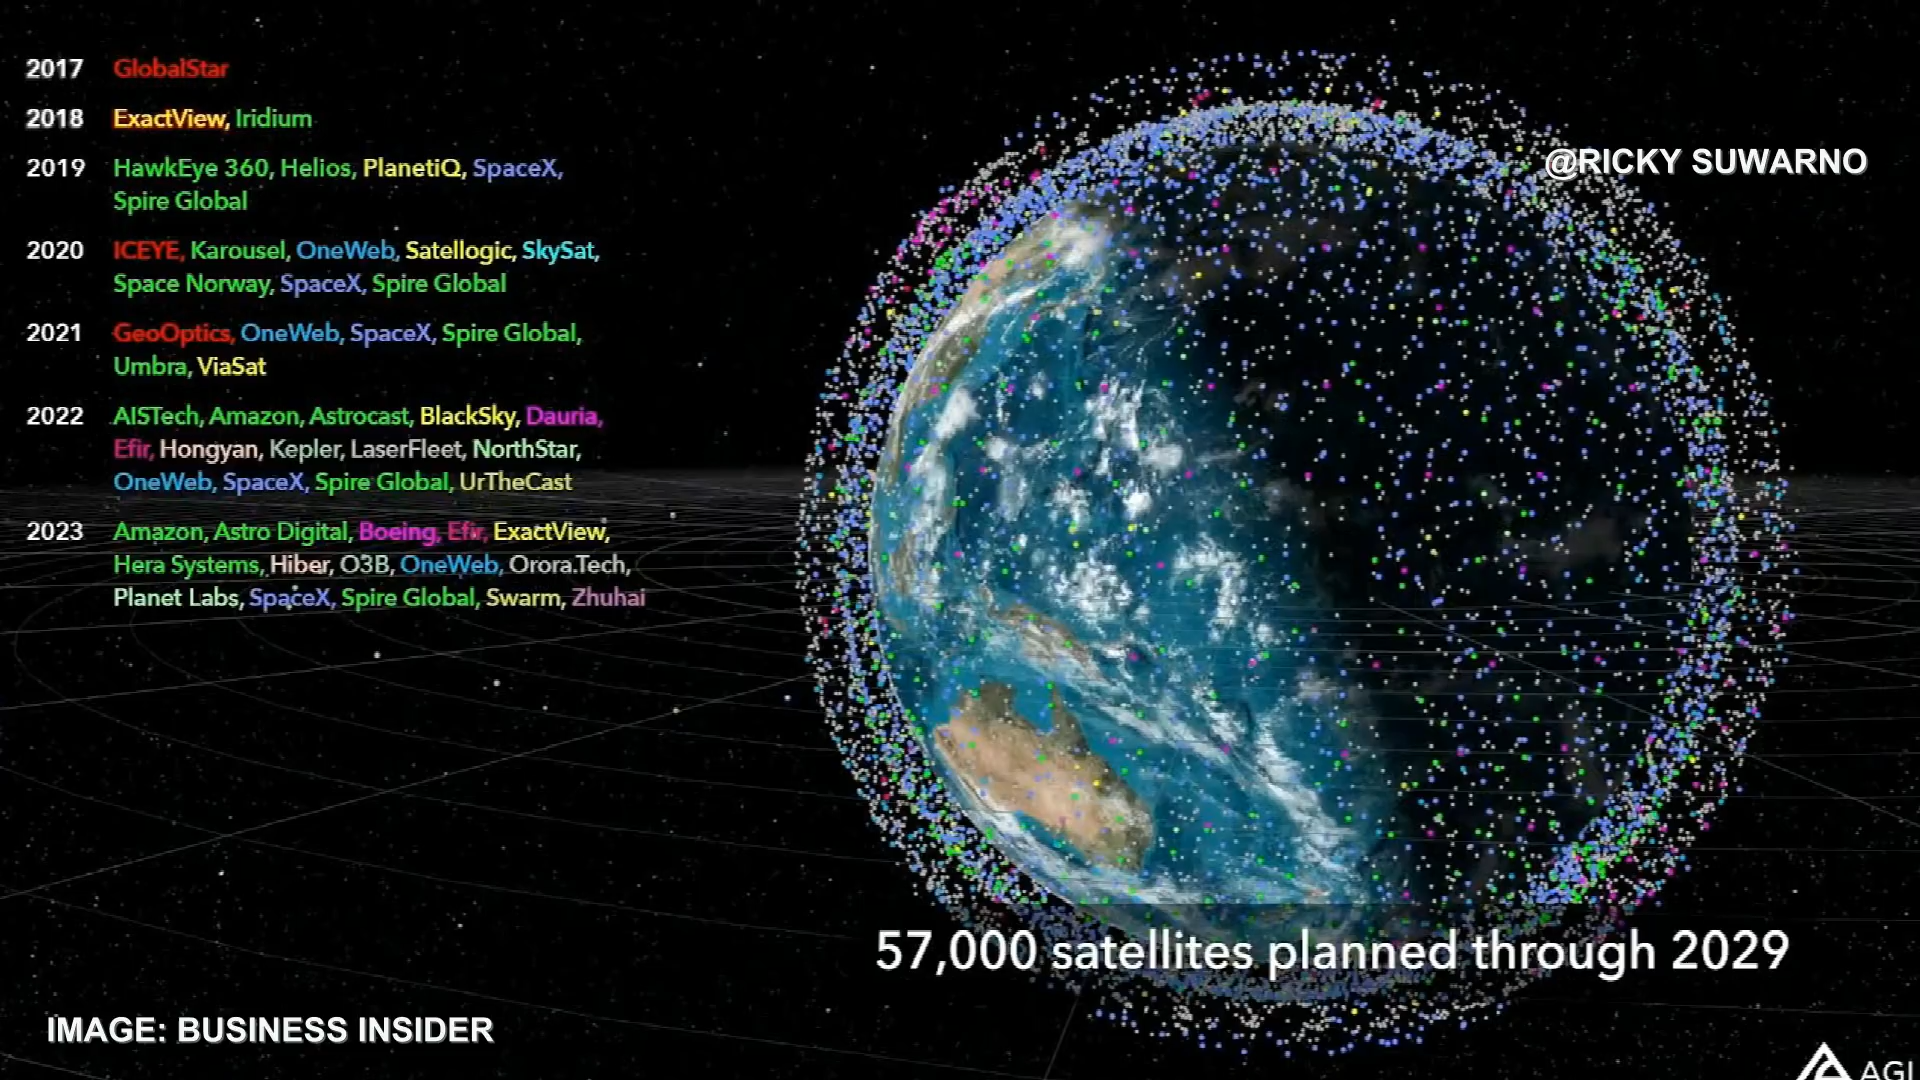 2017 GlobalStar
2018 ExactView, Iridium
2019 HawkEye 360, Helios, PlanetiQ, SpaceX,
Spire Global
2020 ICEYE, Karousel, OneWeb, Satellogic, SkySat,
Space Norway, SpaceX, Spire Global
2021 GeoOptics, OneWeb, SpaceX, Spire Global,
Umbra, ViaSat
2022 AISTech, Amazon, Astrocast, BlackSky, Dauria,
Efir, Hongyan, Kepler, LaserFleet, NorthStar,
OneWeb, SpaceX, Spire Global, UrTheCast
2023 Amazon, Astro Digital, Boeing, Efir, ExactView,
Hera Systems, Hiber, O3B, OneWeb, Orora.Tech,
Planet Labs, SpaceX, Spire Global, Swarm, Zhuhai
@RICKY SUWARNO
57,000 satellites planned through 2029
IMAGE: BUSINESS INSIDER
AGI